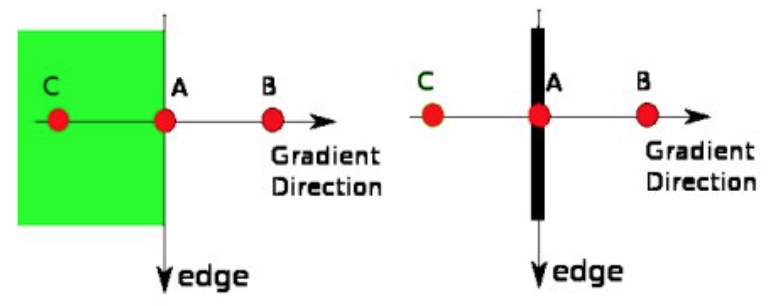 C
A
B
Gradient
Direction
edge
C
A
B
Gradient
Direction
edge